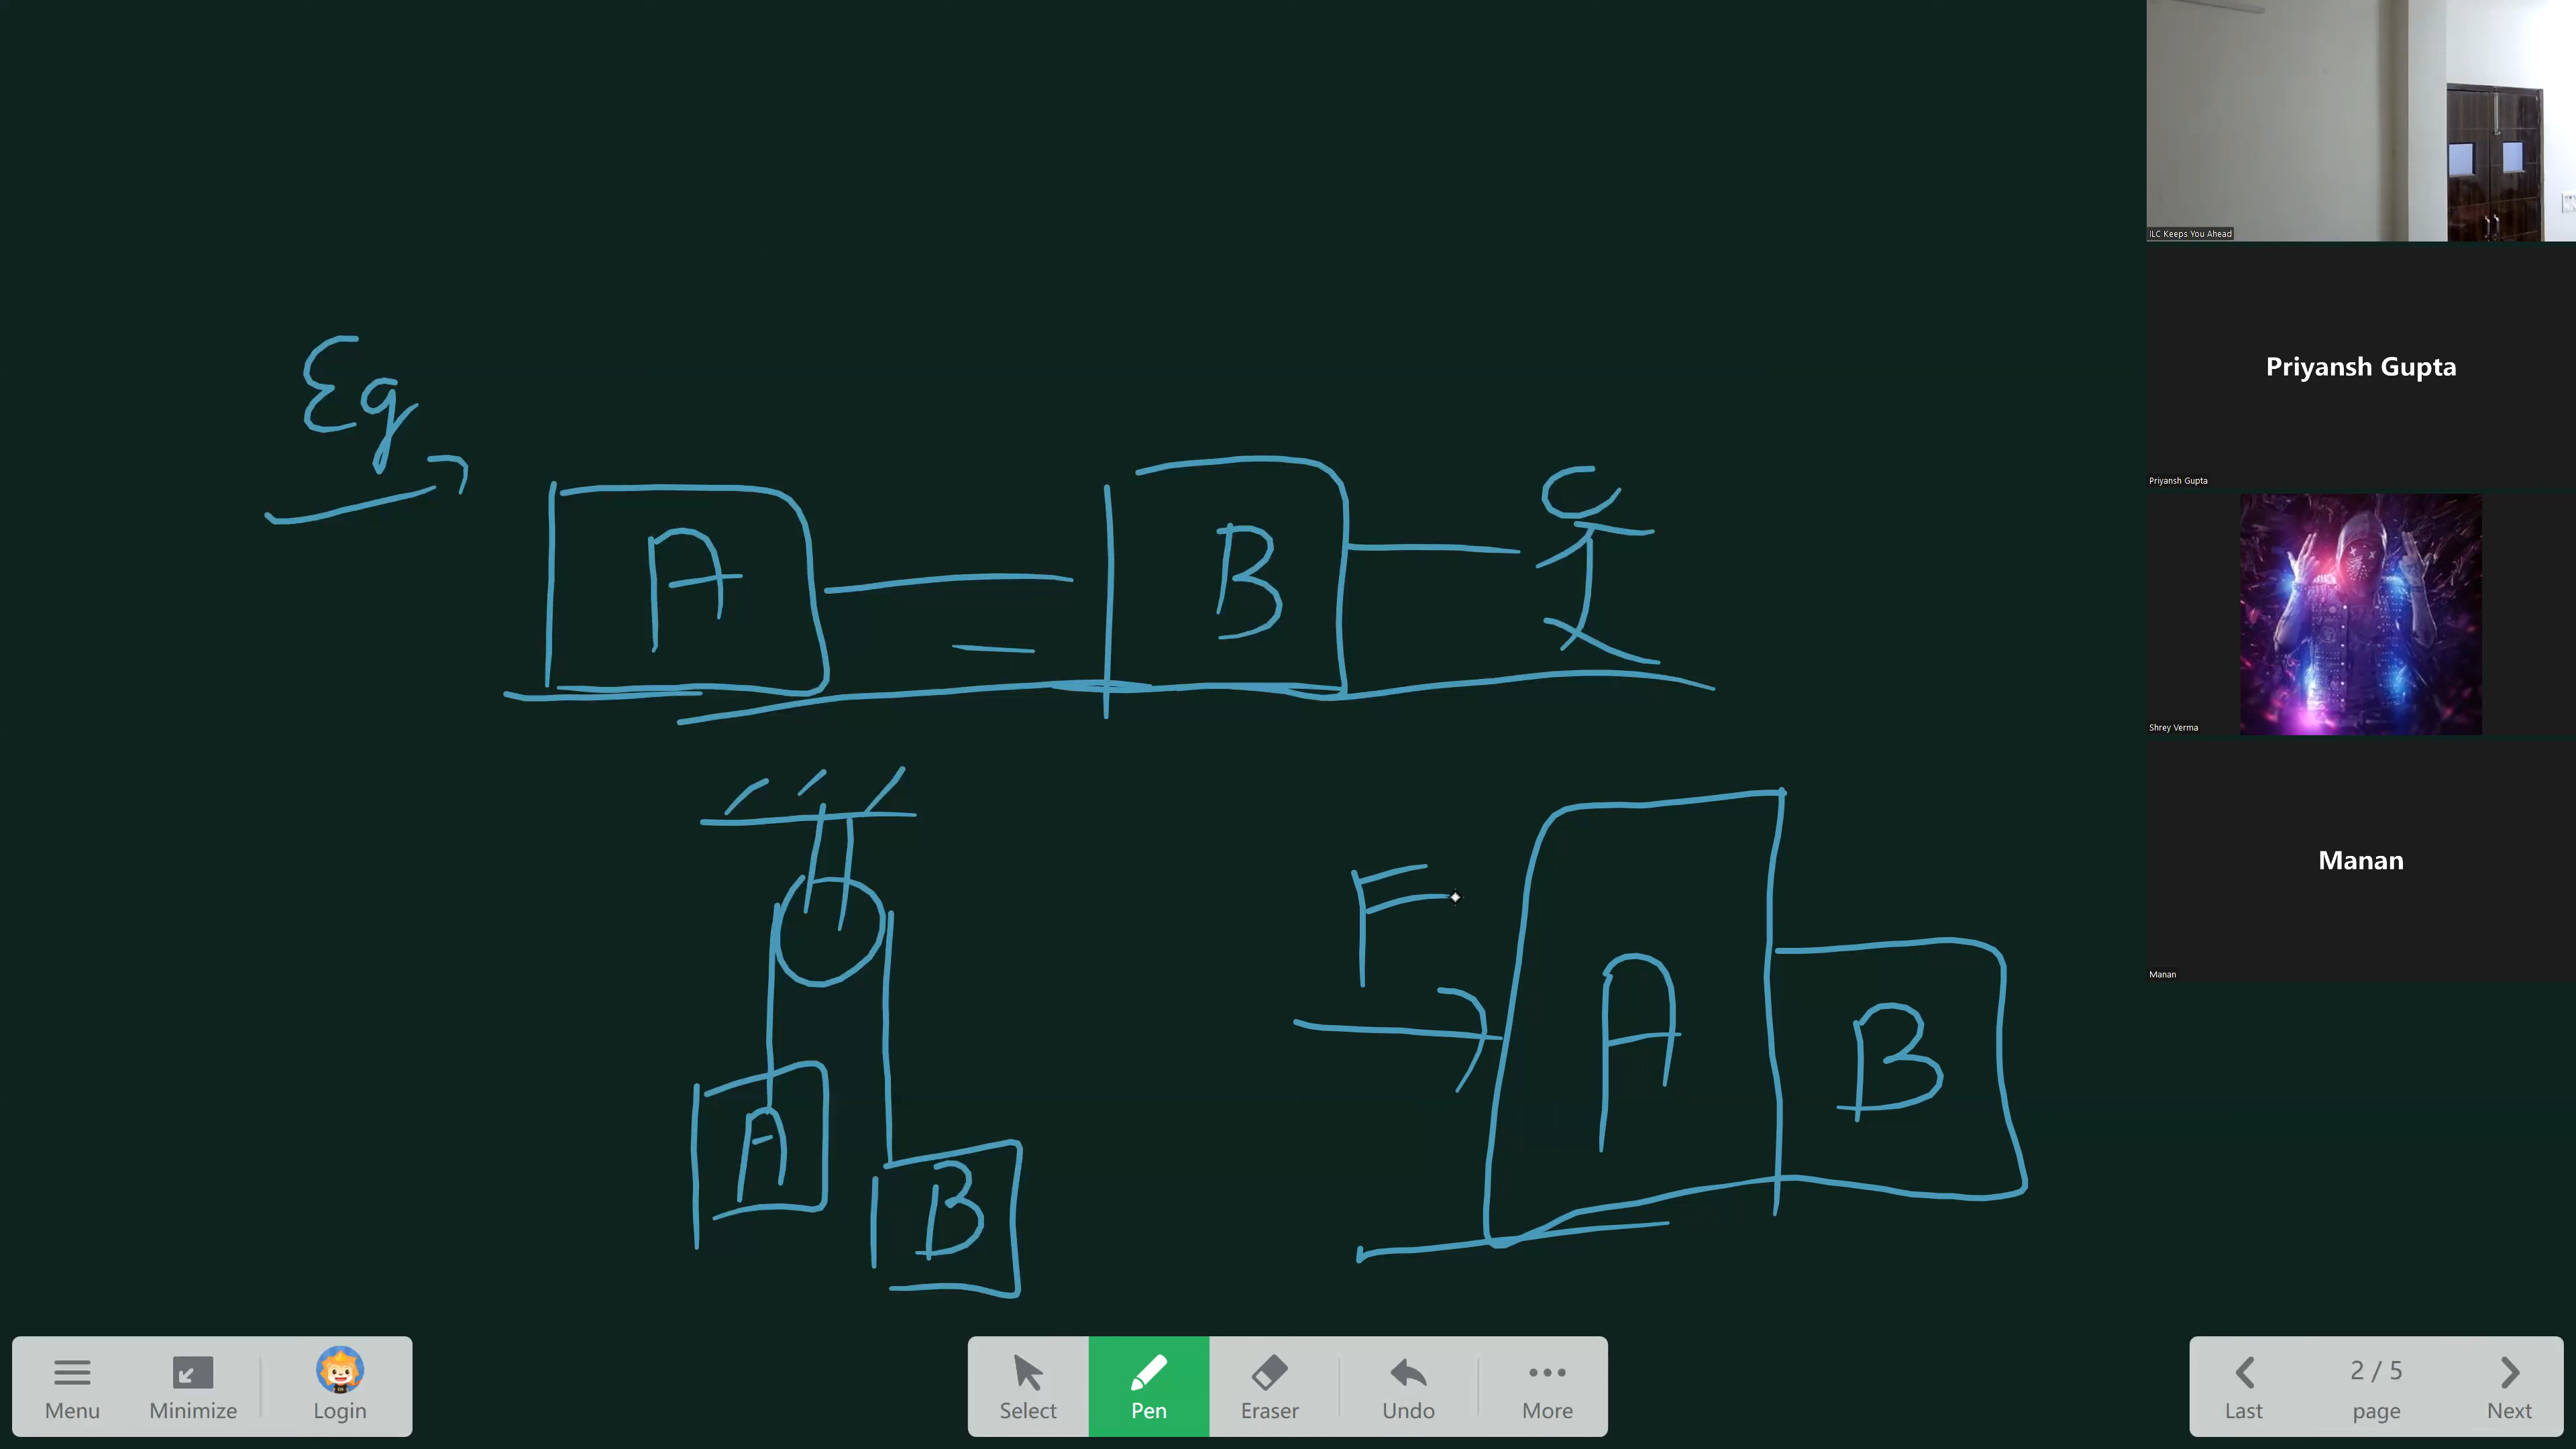 Eg
A
B
A
B
F
A
B
ILC Keeps You Ahead
Priyansh Gupta
Priyansh Gupta
Shrey Verma
Manan
Manan
Menu
Minimize
Login
Select
Pen
Eraser
Undo
More
Last
2 / 5
page
Next